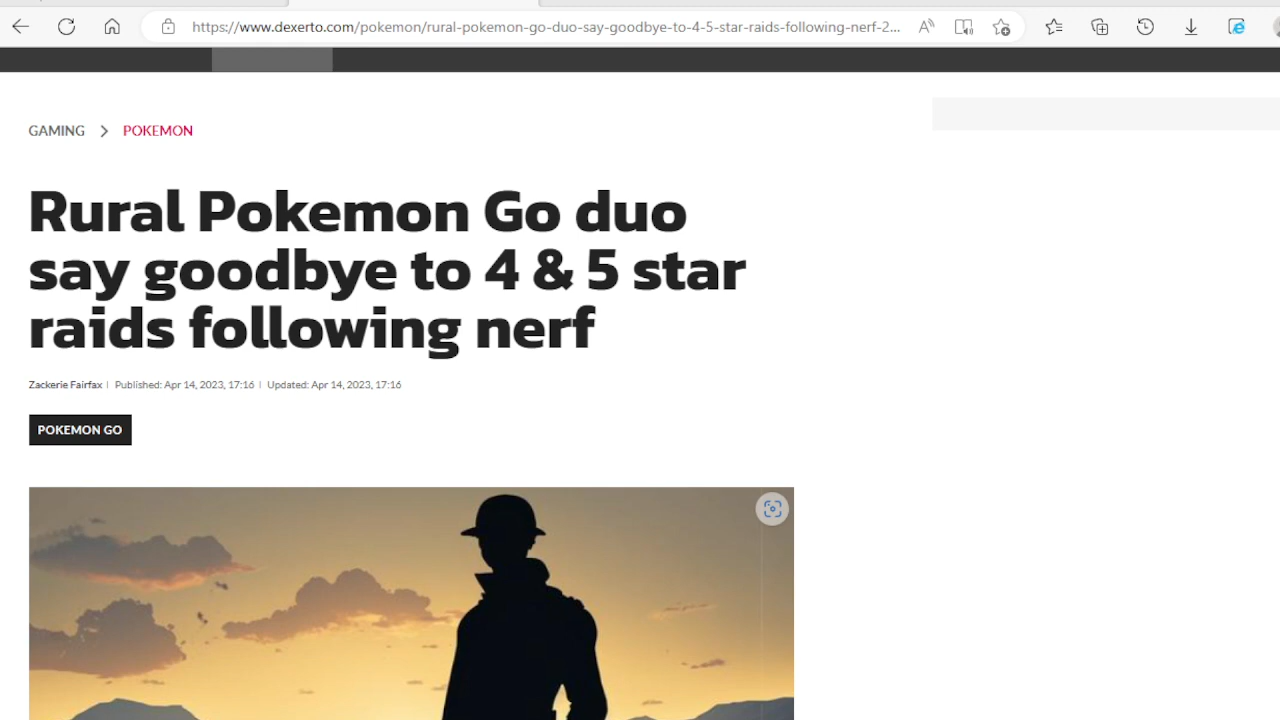 https://www.dexerto.com/pokemon/rural-pokemon-go-duo-say-goodbye-to-4-5-star-raids-following-nerf-2...
GAMING > POKEMON
Rural Pokemon Go duo
say goodbye to 4 & 5 star
raids following nerf
Zackerie Fairfax | Published: Apr 14, 2023, 17:16 | Updated: Apr 14, 2023, 17:16
POKEMON GO